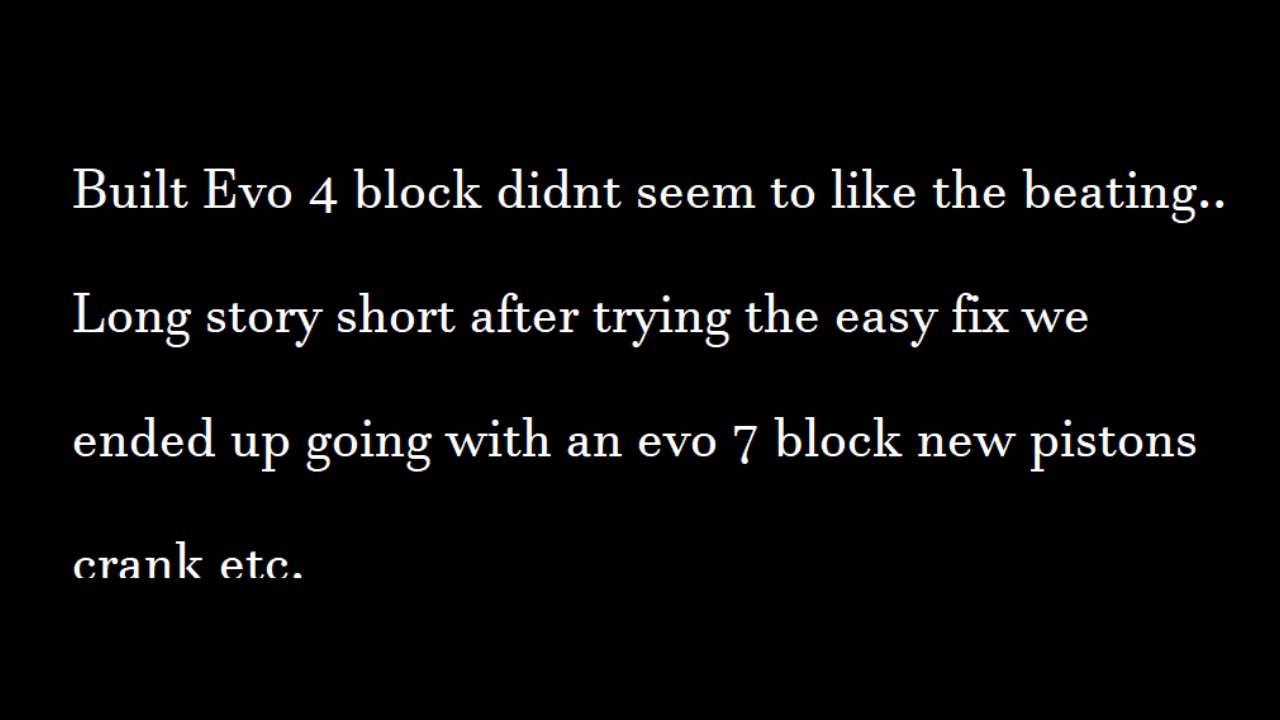 Built Evo 4 block didnt seem to like the beating..
Long story short after trying the easy fix we
ended up going with an evo 7 block new pistons
crank etc.